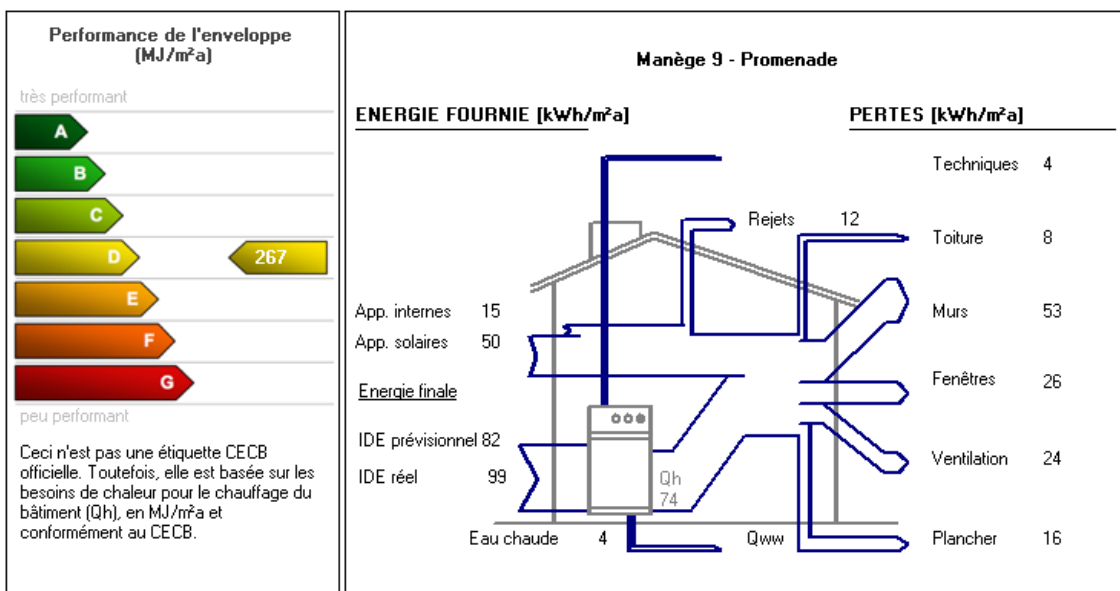 Performance de l'enveloppe
(MJ/m²a)
très performant
A
B
C
D
267
E
F
G
peu performant
Ceci n'est pas une étiquette CECB
officielle. Toutefois, elle est basée sur les
besoins de chaleur pour le chauffage du
bâtiment (Qh), en MJ/m²a et
conformément au CECB.
Manège 9 - Promenade
ENERGIE FOURNIE [kWh/m²a]
PERTES [kWh/m²a]
Techniques 4
Rejets 12
Toiture 8
App. internes 15
Murs 53
App. solaires 50
Fenêtres 26
Energie finale
IDE prévisionnel 82
Ventilation 24
IDE réel 99
Qh
74
Eau chaude 4
Qww
Plancher 16